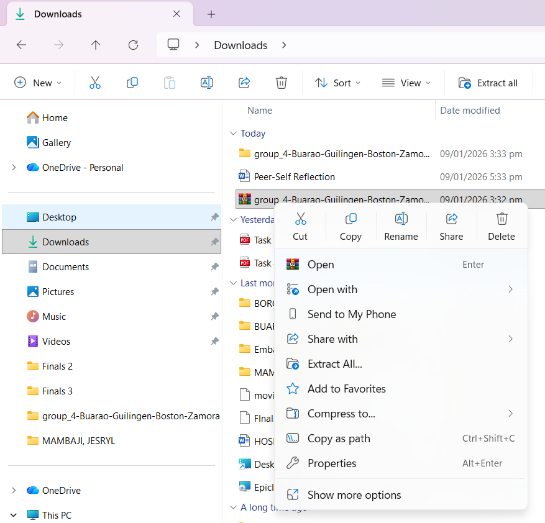 Downloads
Downloads
New
Sort
View
Extract all
Name
Date modified
Home
Gallery
OneDrive - Personal
Desktop
Downloads
Documents
Pictures
Music
Videos
Finals 2
Finals 3
group_4-Buarao-Guilingen-Boston-Zamora
MAMBAJI, JESRYL
OneDrive
This PC
Today
group_4-Buarao-Guilingen-Boston-Zamo... 09/01/2026 3:33 pm
Peer-Self Reflection 09/01/2026 5:33 pm
group_4-Buarao-Guilingen-Boston-Zamo... 09/01/2026 3:32 pm
Yesterda
Task
Task
Last mor
BOR
BUAI
Emba
MAM
movi
FInal
HOSI
Desk
Epicl
A long time ago
Cut
Copy
Rename
Share
Delete
Open Enter
Open with
Send to My Phone
Share with
Extract All...
Add to Favorites
Compress to...
Copy as path Ctrl+Shift+C
Properties Alt+Enter
Show more options